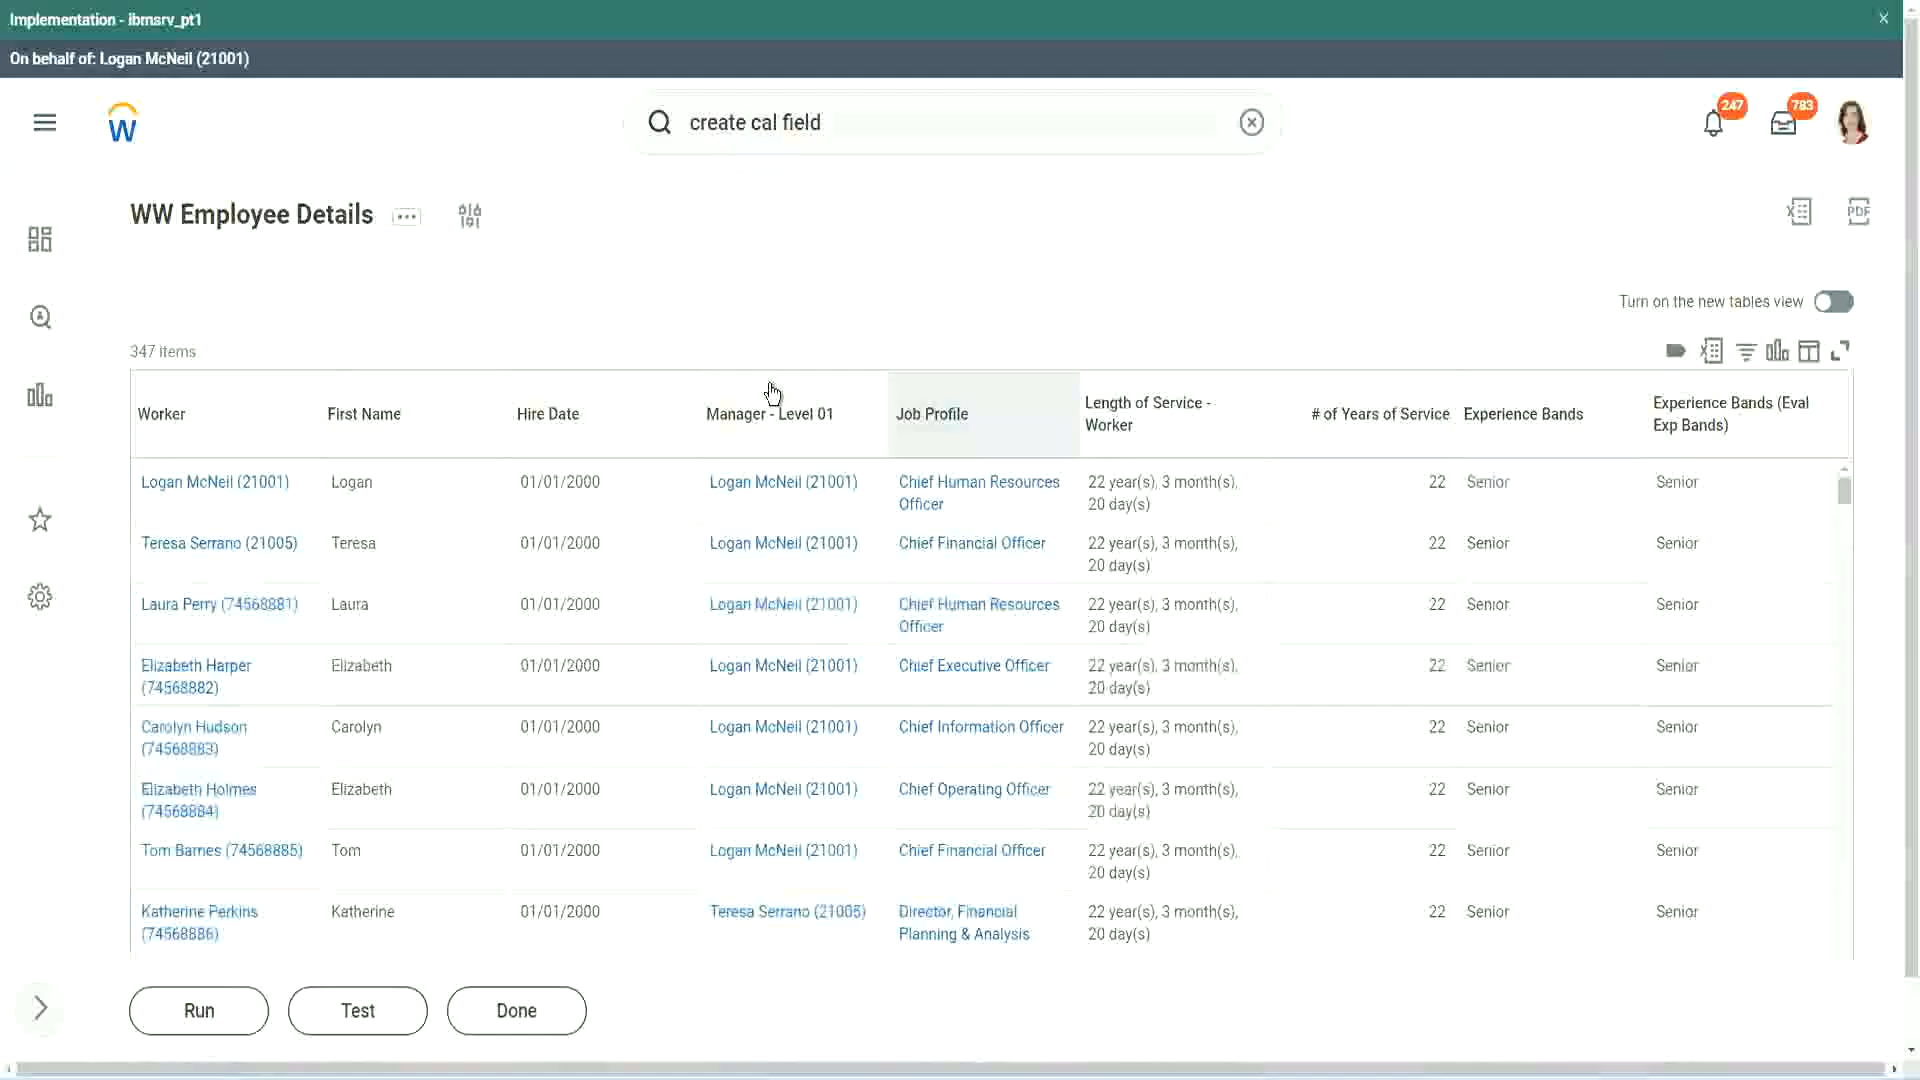 Implementation - ibmsrv_pt1
On behalf of: Logan McNeil (21001)
W
create cal field
247
783
WW Employee Details
X
PDF
Turn on the new tables view
347 items
X
Worker
First Name
Hire Date
Manager - Level 01
Job Profile
Length of Service -
Worker
# of Years of Service
Experience Bands
Experience Bands (Eval
Exp Bands)
Logan McNeil (21001)
Logan
01/01/2000
Logan McNeil (21001)
Chief Human Resources
Officer
22 year(s), 3 month(s),
20 day(s)
22
Senior
Senior
Teresa Serrano (21005)
Teresa
01/01/2000
Logan McNeil (21001)
Chief Financial Officer
22 year(s), 3 month(s),
20 day(s)
22
Senior
Senior
Laura Perry (74568881)
Laura
01/01/2000
Logan McNeil (21001)
Chief Human Resources
Officer
22 year(s), 3 month(s),
20 day(s)
22
Senior
Senior
Elizabeth Harper
(74568882)
Elizabeth
01/01/2000
Logan McNeil (21001)
Chief Executive Officer
22 year(s), 3 month(s),
20 day(s)
22
Senior
Senior
Carolyn Hudson
(74568883)
Carolyn
01/01/2000
Logan McNeil (21001)
Chief Information Officer
22 year(s), 3 month(s),
20 day(s)
22
Senior
Senior
Elizabeth Holmes
(74568884)
Elizabeth
01/01/2000
Logan McNeil (21001)
Chief Operating Officer
22 year(s), 3 month(s),
20 day(s)
22
Senior
Senior
Tom Barnes (74568885)
Tom
01/01/2000
Logan McNeil (21001)
Chief Financial Officer
22 year(s), 3 month(s),
20 day(s)
22
Senior
Senior
Katherine Perkins
(74568886)
Katherine
01/01/2000
Teresa Serrano (21005)
Director, Financial
Planning & Analysis
22 year(s), 3 month(s),
20 day(s)
22
Senior
Senior
Run
Test
Done